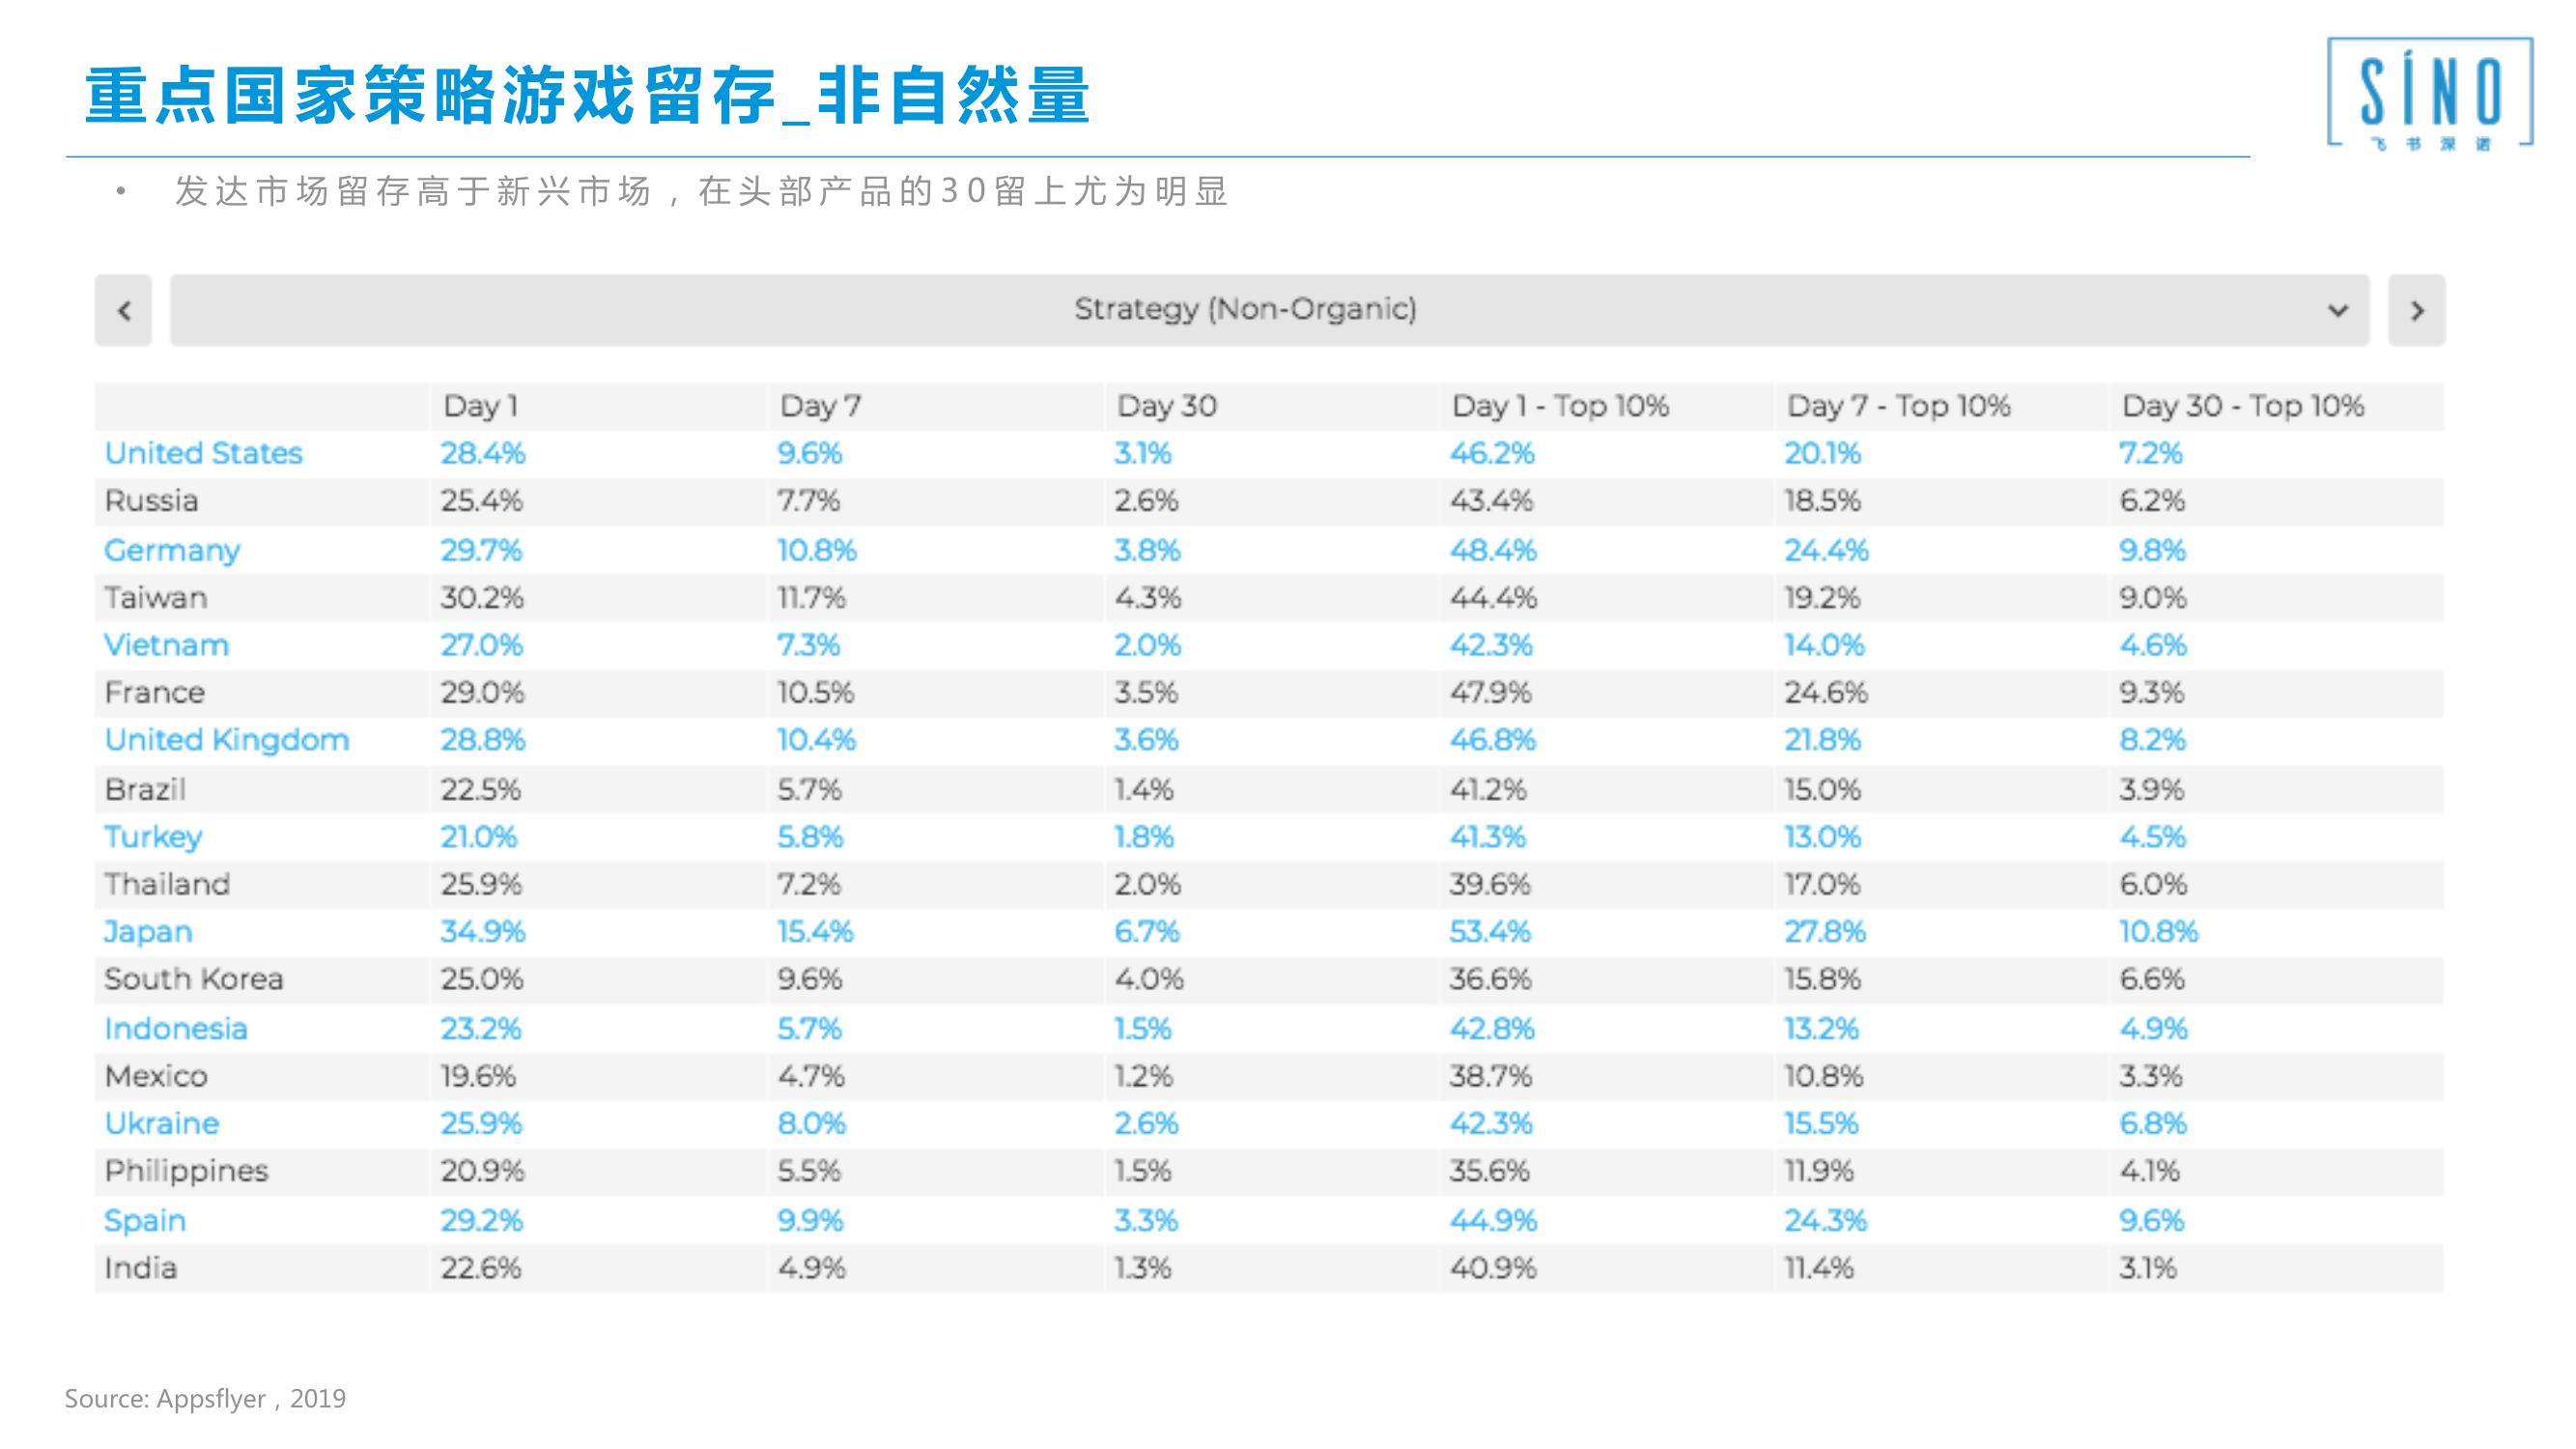 重点国家策略游戏留存_非自然量
SÍNO
飞书深诺
• 发达市场留存高于新兴市场，在头部产品的30留上尤为明显
Strategy (Non-Organic)
Day 1 Day 7 Day 30 Day 1 - Top 10% Day 7 - Top 10% Day 30 - Top 10%
United States 28.4% 9.6% 3.1% 46.2% 20.1% 7.2%
Russia 25.4% 7.7% 2.6% 43.4% 18.5% 6.2%
Germany 29.7% 10.8% 3.8% 48.4% 24.4% 9.8%
Taiwan 30.2% 11.7% 4.3% 44.4% 19.2% 9.0%
Vietnam 27.0% 7.3% 2.0% 42.3% 14.0% 4.6%
France 29.0% 10.5% 3.5% 47.9% 24.6% 9.3%
United Kingdom 28.8% 10.4% 3.6% 46.8% 21.8% 8.2%
Brazil 22.5% 5.7% 1.4% 41.2% 15.0% 3.9%
Turkey 21.0% 5.8% 1.8% 41.3% 13.0% 4.5%
Thailand 25.9% 7.2% 2.0% 39.6% 17.0% 6.0%
Japan 34.9% 15.4% 6.7% 53.4% 27.8% 10.8%
South Korea 25.0% 9.6% 4.0% 36.6% 15.8% 6.6%
Indonesia 23.2% 5.7% 1.5% 42.8% 13.2% 4.9%
Mexico 19.6% 4.7% 1.2% 38.7% 10.8% 3.3%
Ukraine 25.9% 8.0% 2.6% 42.3% 15.5% 6.8%
Philippines 20.9% 5.5% 1.5% 35.6% 11.9% 4.1%
Spain 29.2% 9.9% 3.3% 44.9% 24.3% 9.6%
India 22.6% 4.9% 1.3% 40.9% 11.4% 3.1%
Source: Appsflyer，2019